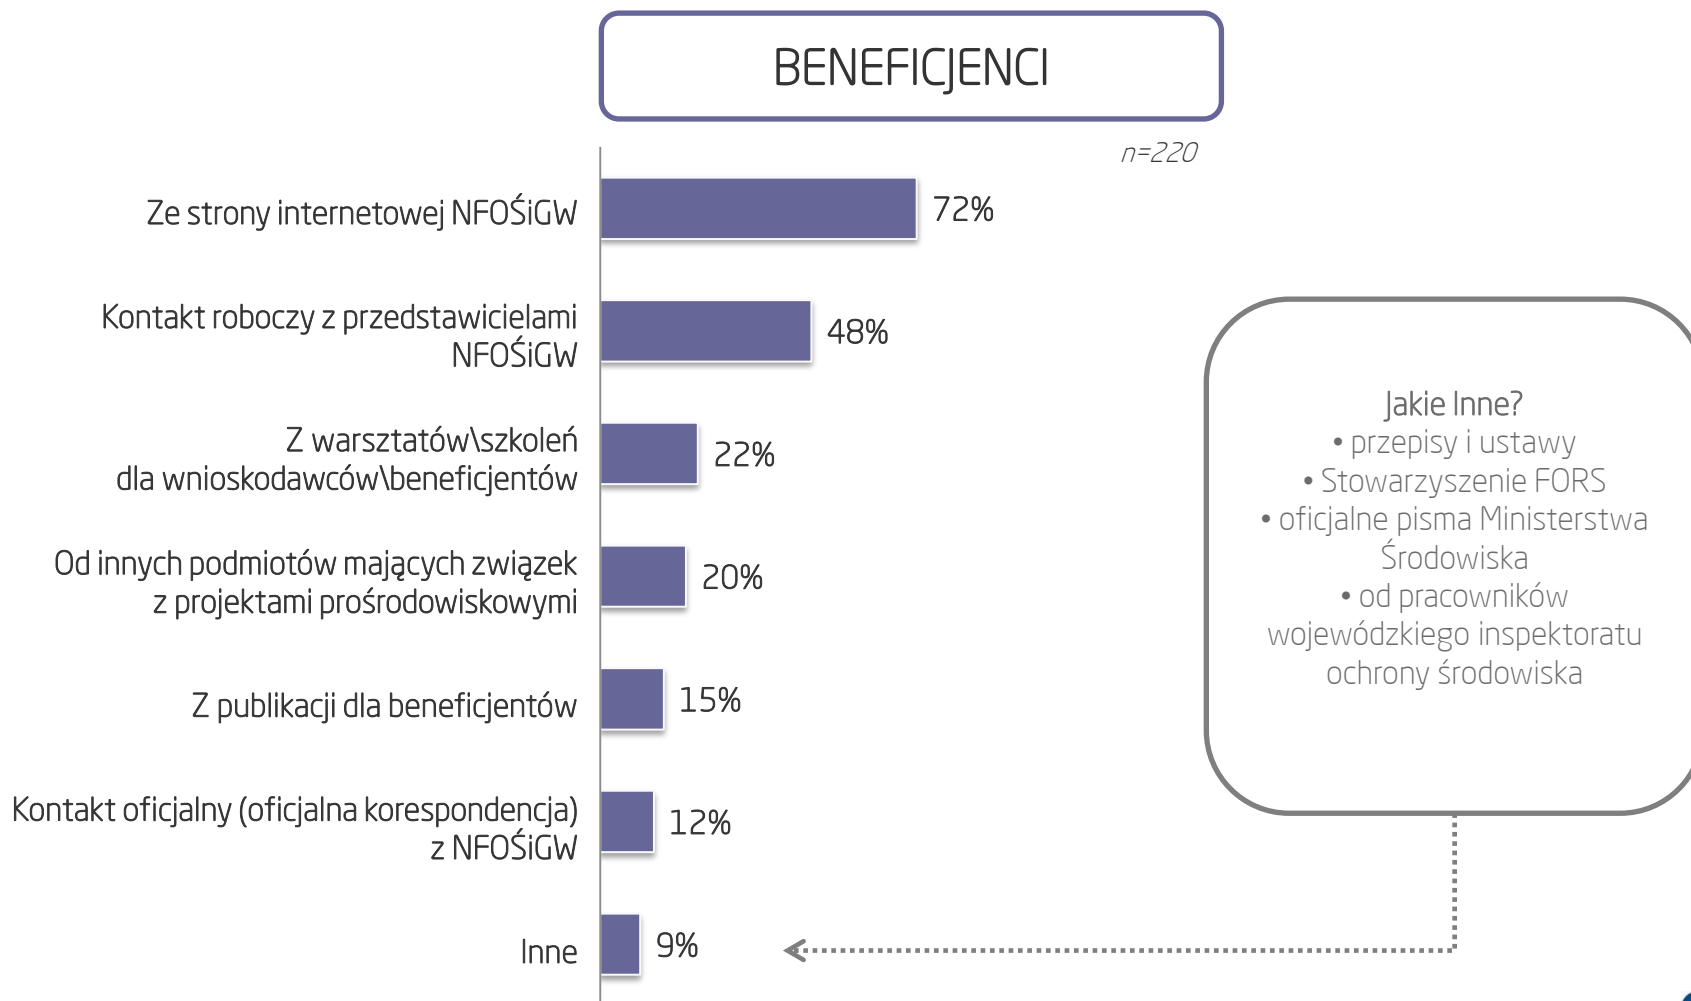 BENEFICJENCI
n=220
Ze strony internetowej NFOŚiGW
72%
Kontakt roboczy z przedstawicielami
NFOŚiGW
48%
Z warsztatów\szkoleń
dla wnioskodawców\beneficjentów
22%
Od innych podmiotów mających związek
z projektami prośrodowiskowymi
20%
Z publikacji dla beneficjentów
15%
Kontakt oficjalny (oficjalna korespondencja)
z NFOŚiGW
12%
Inne
9%
Jakie Inne?
• przepisy i ustawy
• Stowarzyszenie FORS
• oficjalne pisma Ministerstwa
Środowiska
• od pracowników
wojewódzkiego inspektoratu
ochrony środowiska